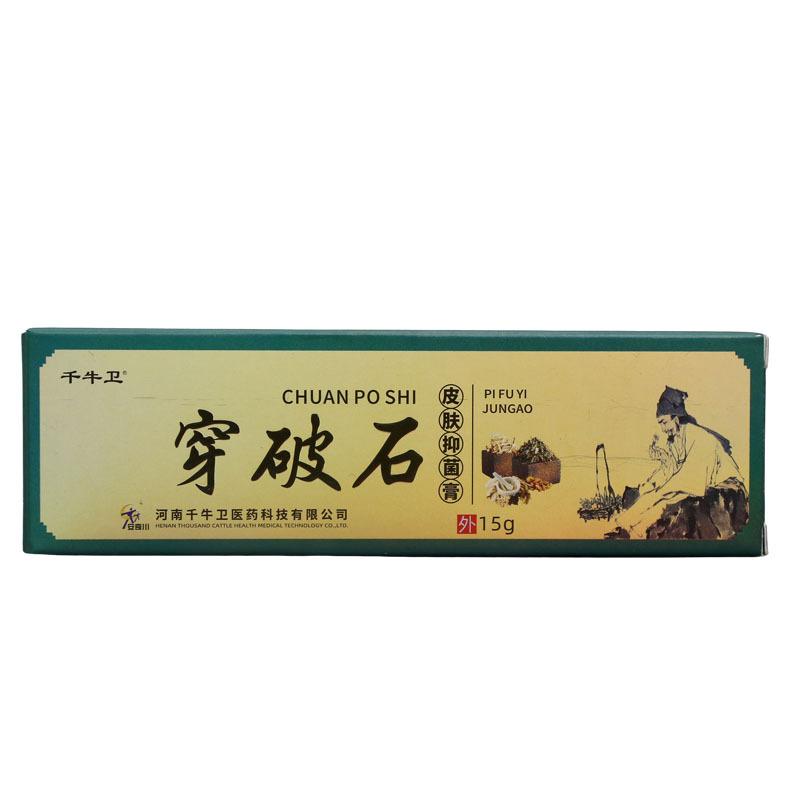 千牛卫®
CHUAN PO SHI
穿破石
皮肤抑菌膏
PI FU YI
JUNGAO
河南千牛卫医药科技有限公司
HENAN THOUSAND CATTLE HEALTH MEDICAL TECHNOLOGY CO.,LTD.
外 15g